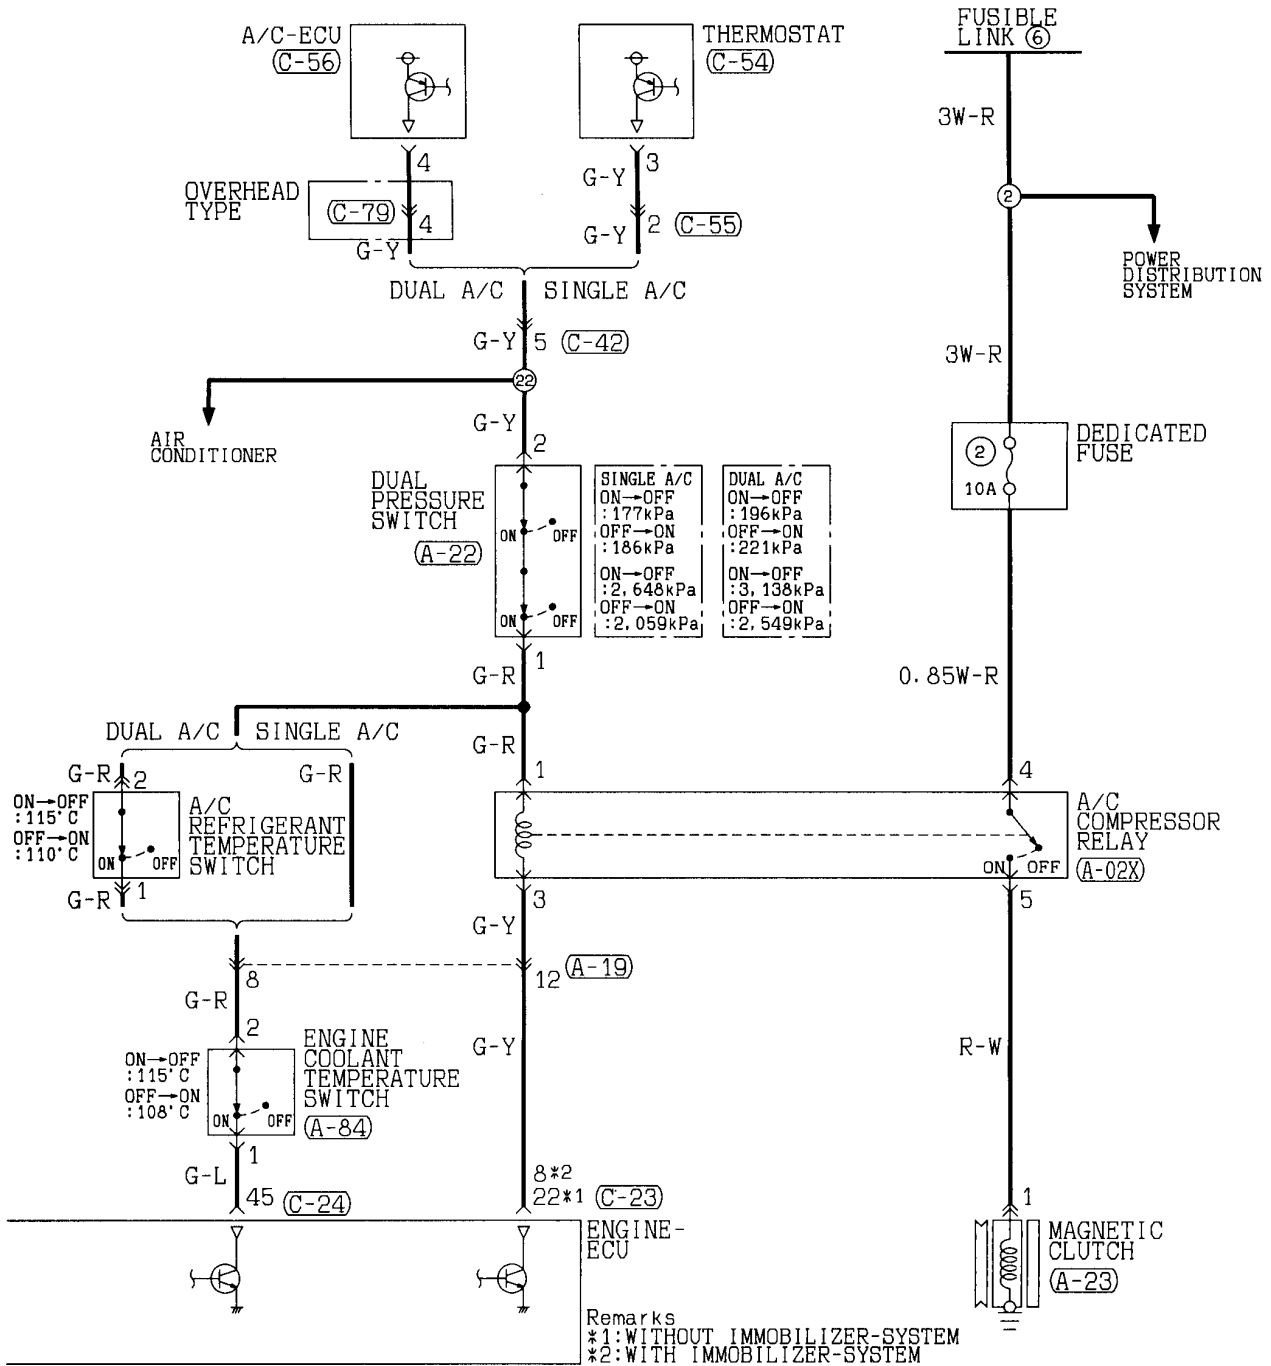 A/C-ECU
C-56
THERMOSTAT
C-54
FUSIBLE
LINK ⑥
3W-R
4
3
G-Y
OVERHEAD
TYPE
C-79
4
G-Y
G-Y
2
C-55
2
POWER
DISTRIBUTION
SYSTEM
DUAL A/C
SINGLE A/C
G-Y
5
C-42
3W-R
22
AIR
CONDITIONER
G-Y
2
DUAL
PRESSURE
SWITCH
A-22
ON
OFF
ON
OFF
SINGLE A/C
ON→OFF
:177kPa
OFF→ON
:186kPa
ON→OFF
:2,648kPa
OFF→ON
:2,059kPa
DUAL A/C
ON→OFF
:196kPa
OFF→ON
:221kPa
ON→OFF
:3,138kPa
OFF→ON
:2,549kPa
②
10A
DEDICATED
FUSE
1
G-R
0.85W-R
DUAL A/C
SINGLE A/C
G-R
1
4
G-R
2
G-R
ON→OFF
:115°C
OFF→ON
:110°C
ON
OFF
A/C
REFRIGERANT
TEMPERATURE
SWITCH
G-R
1
ON
OFF
A/C
COMPRESSOR
RELAY
A-02X
3
5
G-Y
8
12
A-19
G-R
2
ON→OFF
:115°C
OFF→ON
:108°C
ON
OFF
ENGINE
COOLANT
TEMPERATURE
SWITCH
A-84
G-Y
R-W
1
G-L
45
C-24
8*2
22*1
C-23
1
ENGINE-
ECU
MAGNETIC
CLUTCH
A-23
Remarks
*1:WITHOUT IMMOBILIZER-SYSTEM
*2:WITH IMMOBILIZER-SYSTEM